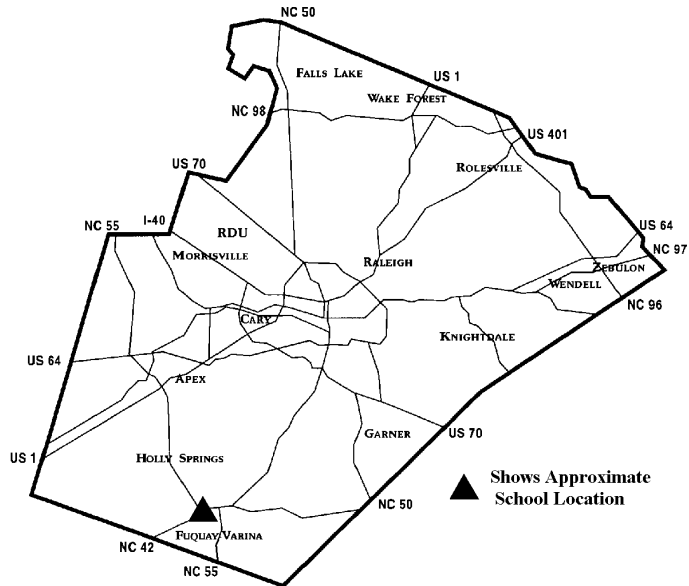 NC 50
FALLS LAKE
US 1
WAKE FOREST
NC 98
US 401
US 70
ROLESVILLE
NC 55
I-40
RDU
US 64
MORRISVILLE
RALEIGH
NC 97
ZEBULON
WENDELL
NC 96
CARY
KNIGHTDALE
US 64
APEX
GARNER
US 70
US 1
HOLLY SPRINGS
Shows Approximate
School Location
NC 50
FUQUAY-VARINA
NC 42
NC 55